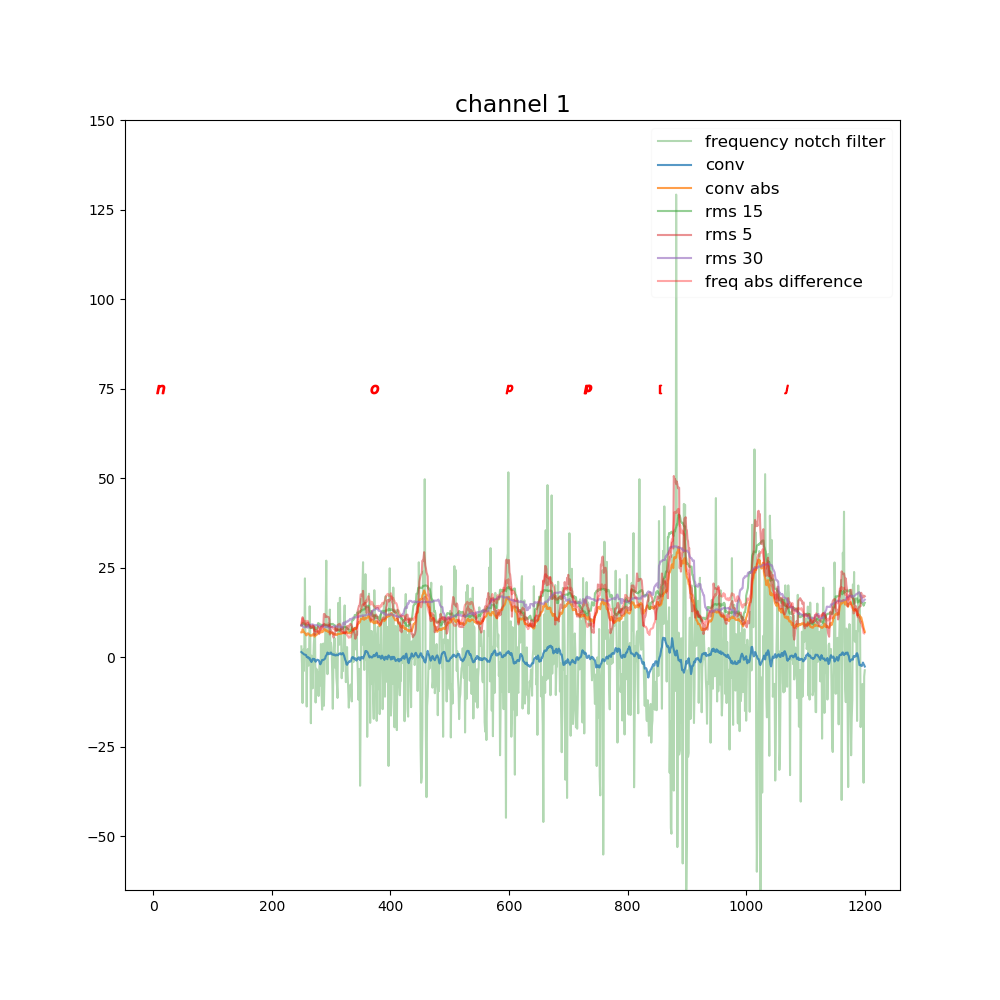 channel 1
150
frequency notch filter
conv
conv abs
125
rms 15
rms 5
rms 30
freq abs difference
100
75
n o p p [ J
50
25
0
−25
−50
0 200 400 600 800 1000 1200